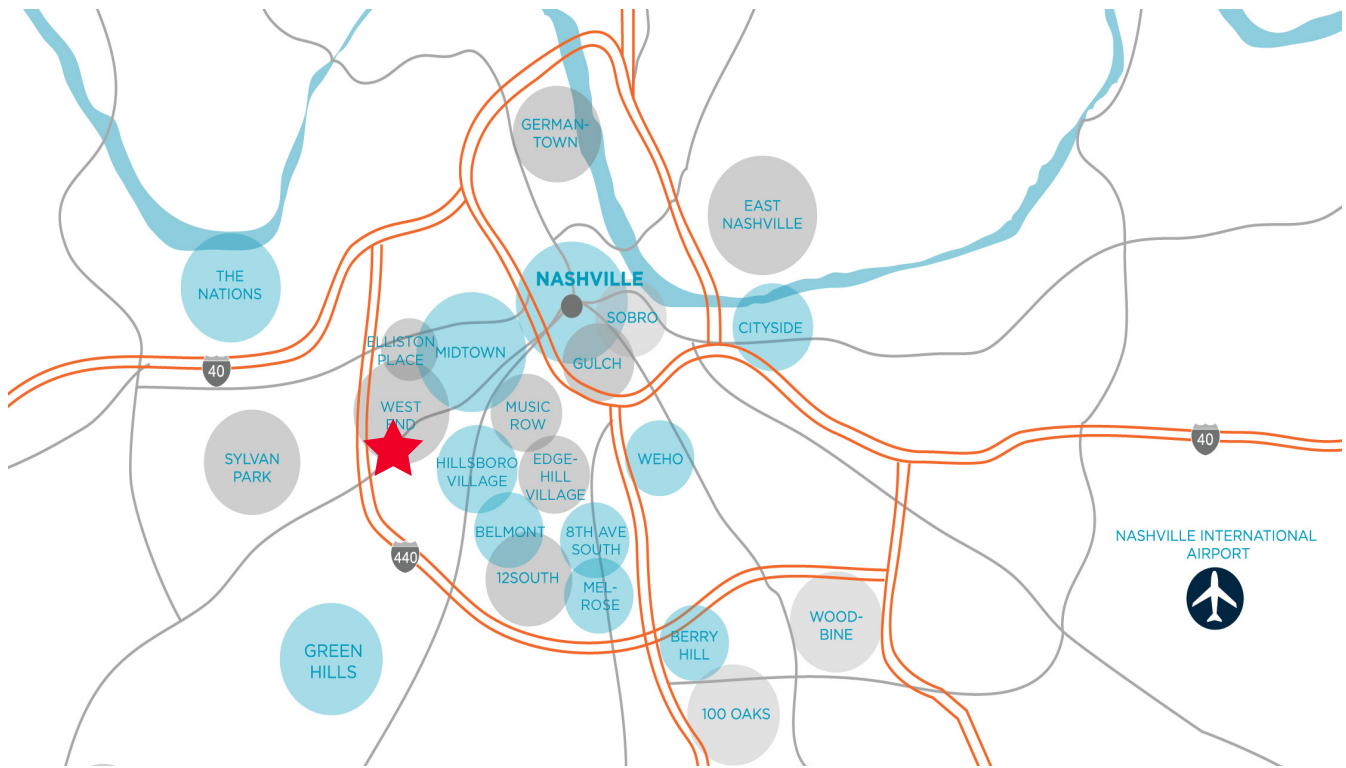 GERMAN-
TOWN
EAST
NASHVILLE
THE
NATIONS
NASHVILLE
SOBRO
CITYSIDE
ELLISTON
PLACE
MIDTOWN
GULCH
40
WEST
END
MUSIC
ROW
40
SYLVAN
PARK
HILLSBORO
VILLAGE
EDGE-
HILL
VILLAGE
WEHO
BELMONT
8TH AVE
SOUTH
440
12SOUTH
MEL-
ROSE
NASHVILLE INTERNATIONAL
AIRPORT
WOOD-
BINE
BERRY
HILL
GREEN
HILLS
100 OAKS